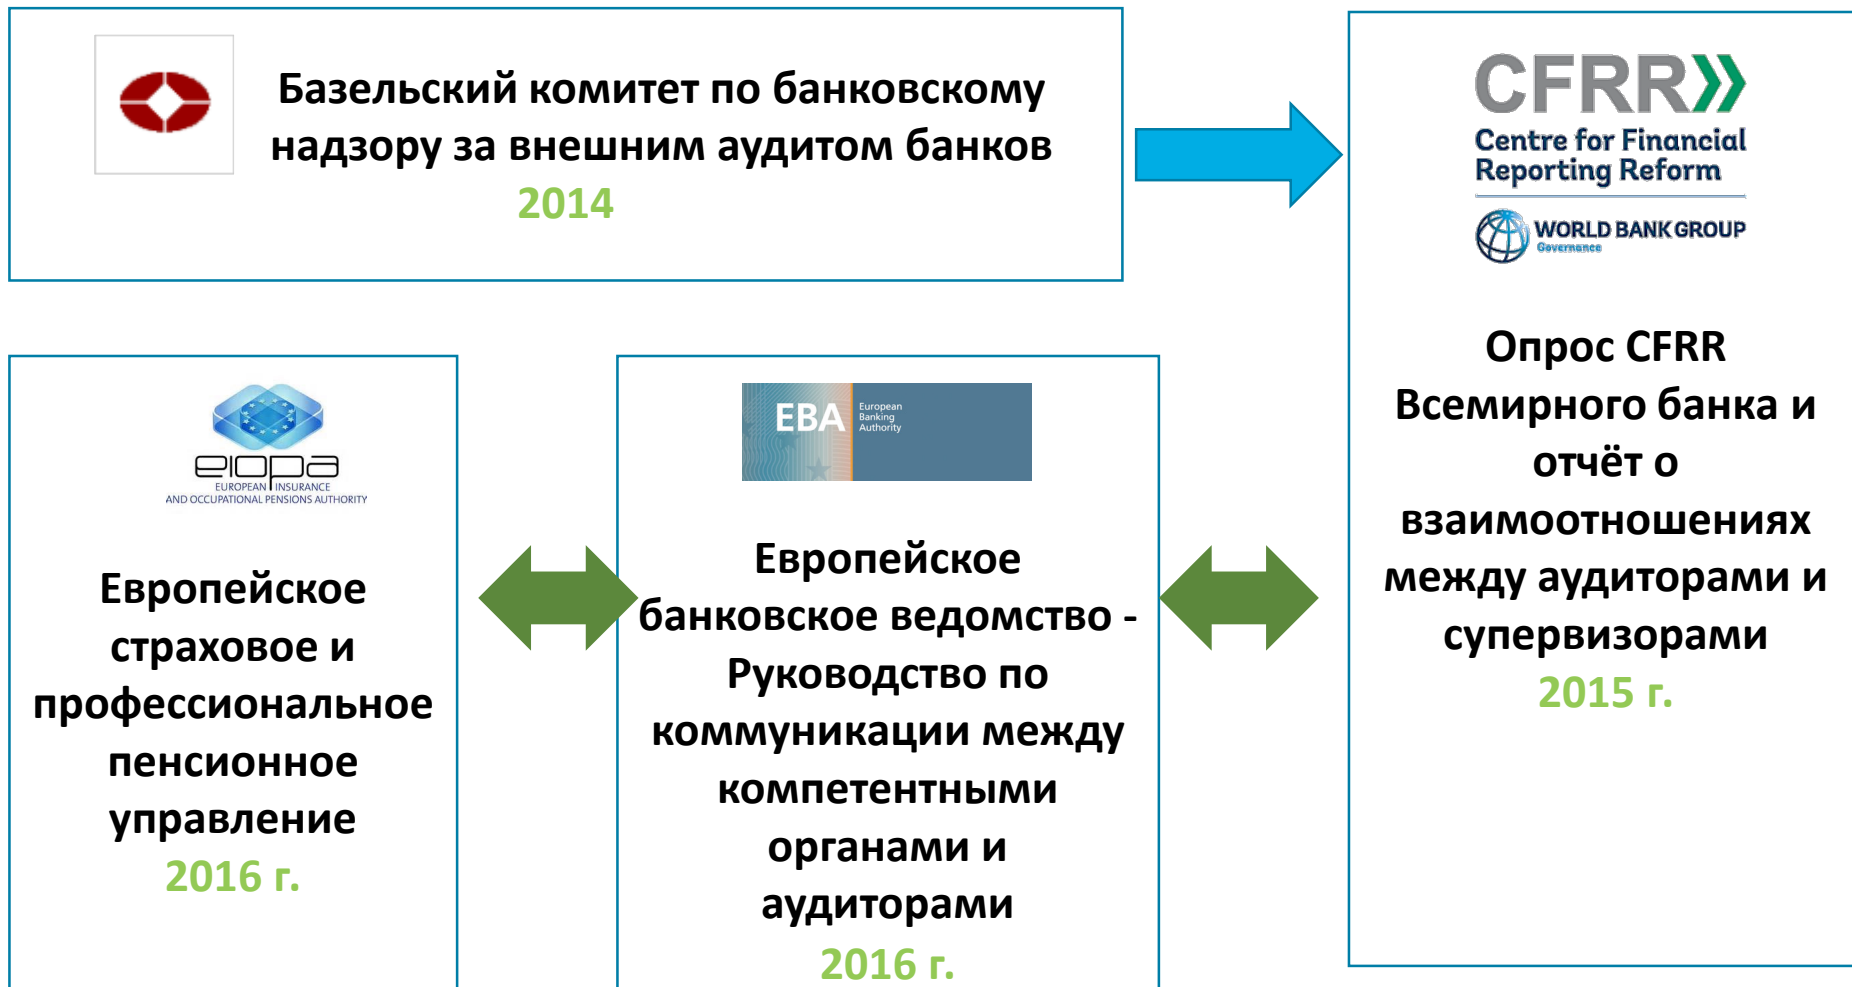 Базельский комитет по банковскому
надзору за внешним аудитом банков
2014
CFRR
Centre for Financial
Reporting Reform
WORLD BANK GROUP
Governance
Опрос CFRR
Всемирного банка и
отчёт о
взаимоотношениях
между аудиторами и
супервизорами
2015 г.
eiopa
EUROPEAN INSURANCE
AND OCCUPATIONAL PENSIONS AUTHORITY
Европейское
страховое и
профессиональное
пенсионное
управление
2016 г.
EBA
European
Banking
Authority
Европейское
банковское ведомство -
Руководство по
коммуникации между
компетентными
органами и
аудиторами
2016 г.